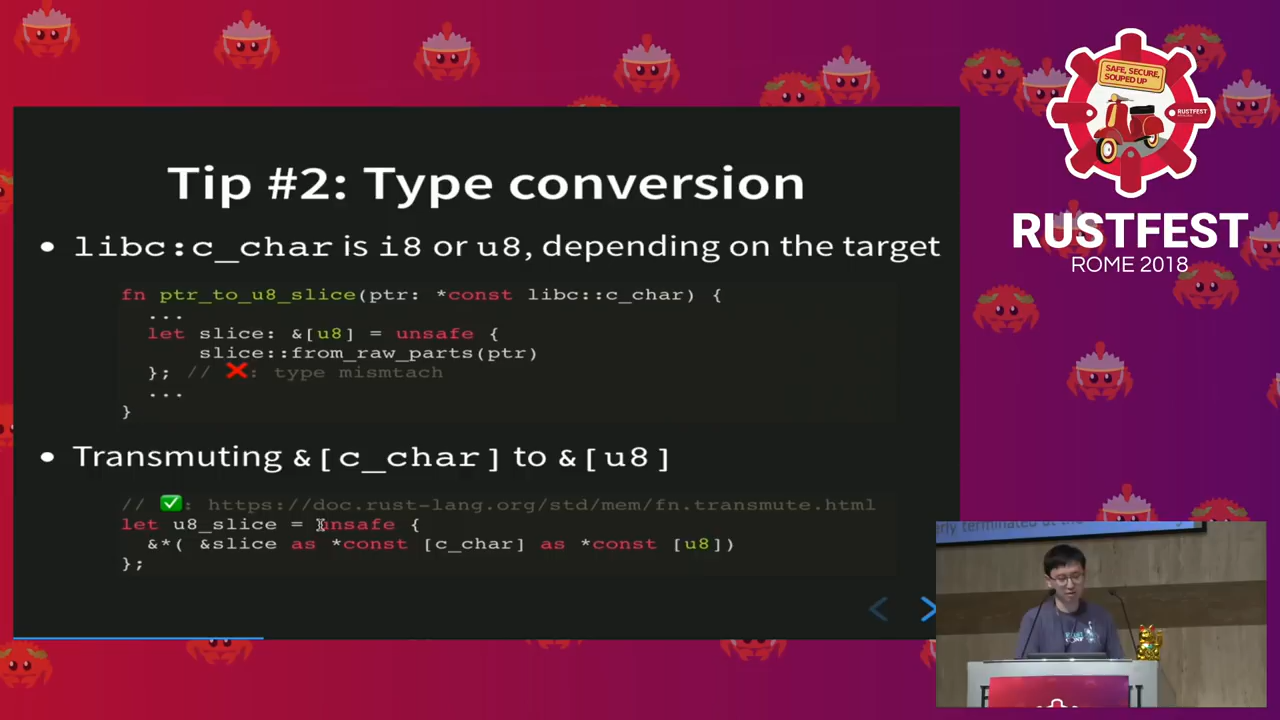 SAFE, SECURE,
SOUPED UP
RUSTFEST
RUSTFEST
ROME 2018
Tip #2: Type conversion
• libc:c_char is i8 or u8, depending on the target
fn ptr_to_u8_slice(ptr: *const libc::c_char) {
...
let slice: &[u8] = unsafe {
slice::from_raw_parts(ptr)
}; // ❌: type mismtach
...
}
• Transmuting &[c_char] to &[u8]
// ✅: https://doc.rust-lang.org/std/mem/fn.transmute.html
let u8_slice = unsafe {
&*( &slice as *const [c_char] as *const [u8])
};